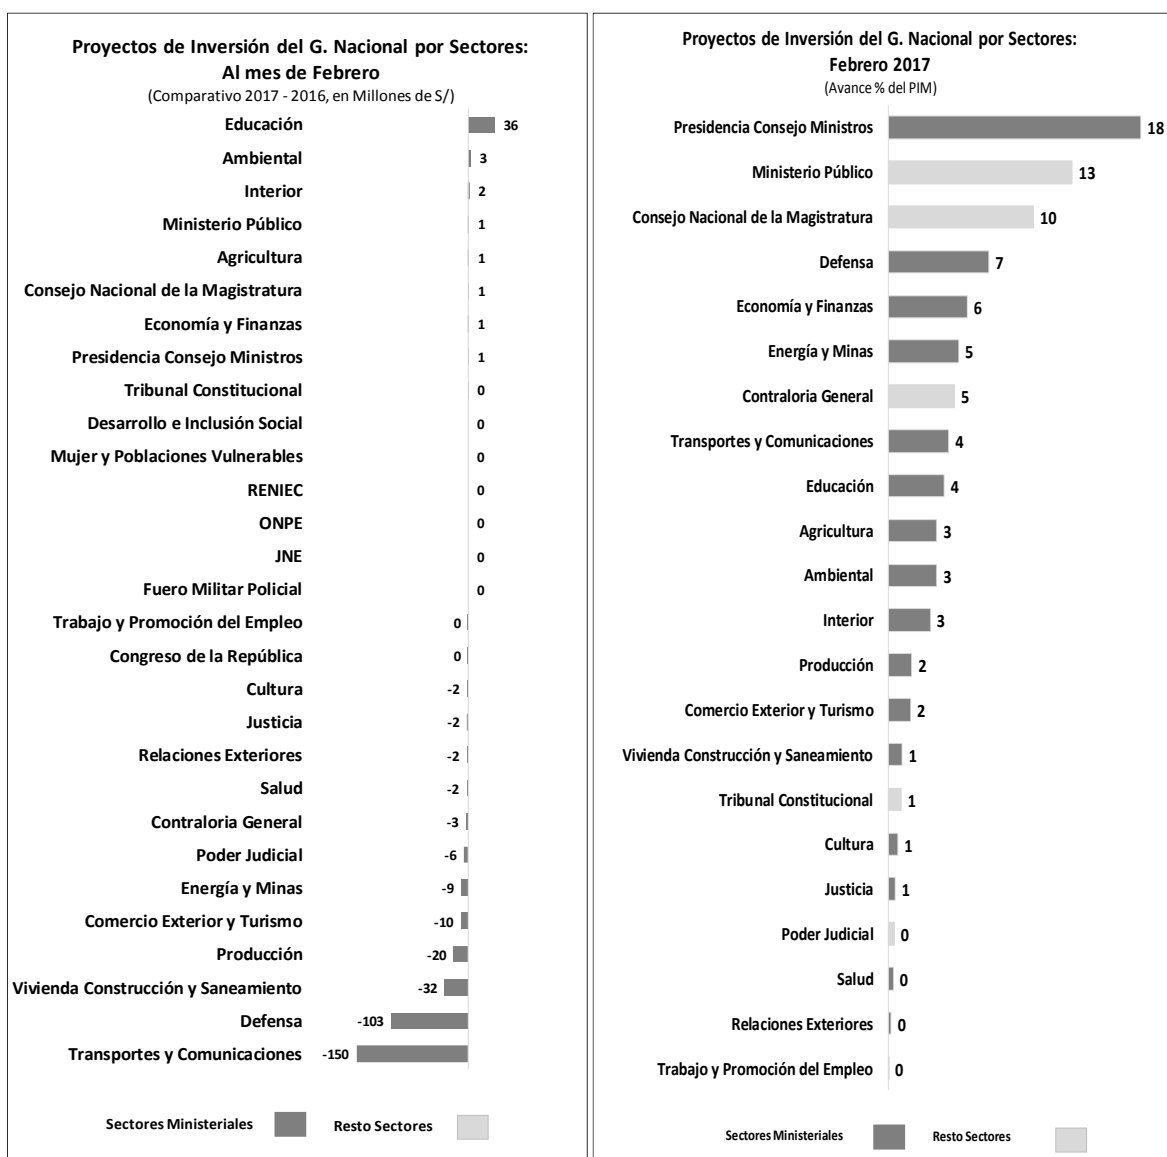 Proyectos de Inversión del G. Nacional por Sectores:
Al mes de Febrero
(Comparativo 2017 - 2016, en Millones de S/)
Educación 36
Ambiental 3
Interior 2
Ministerio Público 1
Agricultura 1
Consejo Nacional de la Magistratura 1
Economía y Finanzas 1
Presidencia Consejo Ministros 1
Tribunal Constitucional 0
Desarrollo e Inclusión Social 0
Mujer y Poblaciones Vulnerables 0
RENIEC 0
ONPE 0
JNE 0
Fuero Militar Policial 0
Trabajo y Promoción del Empleo 0
Congreso de la República 0
Cultura -2
Justicia -2
Relaciones Exteriores -2
Salud -2
Contraloria General -3
Poder Judicial -6
Energía y Minas -9
Comercio Exterior y Turismo -10
Producción -20
Vivienda Construcción y Saneamiento -32
Defensa -103
Transportes y Comunicaciones -150
Sectores Ministeriales Resto Sectores
Proyectos de Inversión del G. Nacional por Sectores:
Febrero 2017
(Avance % del PIM)
Presidencia Consejo Ministros 18
Ministerio Público 13
Consejo Nacional de la Magistratura 10
Defensa 7
Economía y Finanzas 6
Energía y Minas 5
Contraloria General 5
Transportes y Comunicaciones 4
Educación 4
Agricultura 3
Ambiental 3
Interior 3
Producción 2
Comercio Exterior y Turismo 2
Vivienda Construcción y Saneamiento 1
Tribunal Constitucional 1
Cultura 1
Justicia 1
Poder Judicial 0
Salud 0
Relaciones Exteriores 0
Trabajo y Promoción del Empleo 0
Sectores Ministeriales Resto Sectores